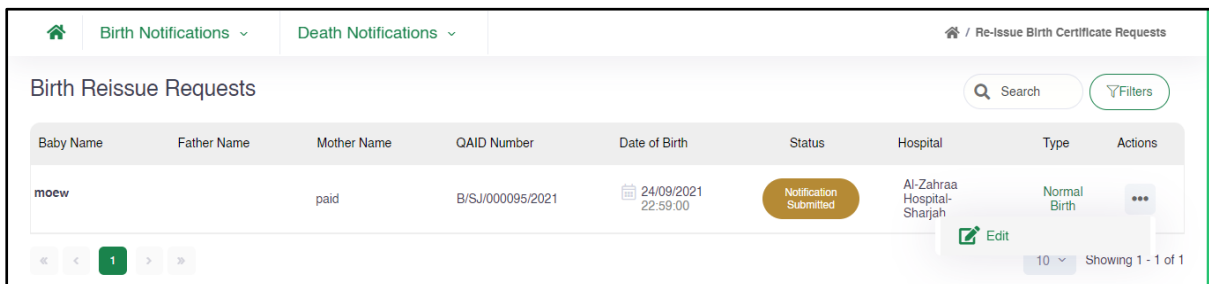 Birth Notifications Death Notifications / Re-Issue Birth Certificate Requests
Birth Reissue Requests Search Filters
Baby Name Father Name Mother Name QAID Number Date of Birth Status Hospital Type Actions
moew paid B/SJ/000095/2021 24/09/2021 22:59:00 Notification Submitted Al-Zahraa Hospital- Sharjah Normal Birth
Edit
« < 1 > » 10 Showing 1 - 1 of 1